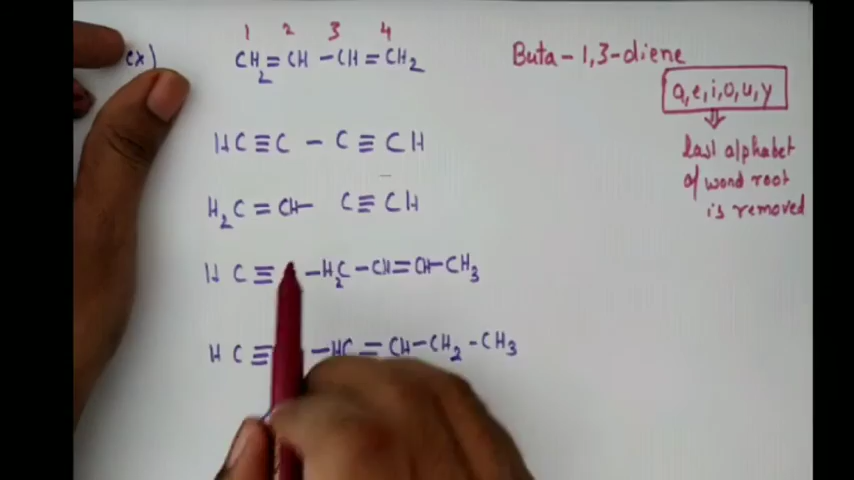 1 2 3 4
ex) CH₂=CH-CH=CH₂ Buta-1,3-diene
a,e,i,o,u,y
⇓
last alphabet
of word root
is removed
HC≡C-C≡CH
H₂C=CH- C≡CH
HC≡ -H₂C-CH=CH-CH₃
HC≡ -HC=CH-CH₂-CH₃